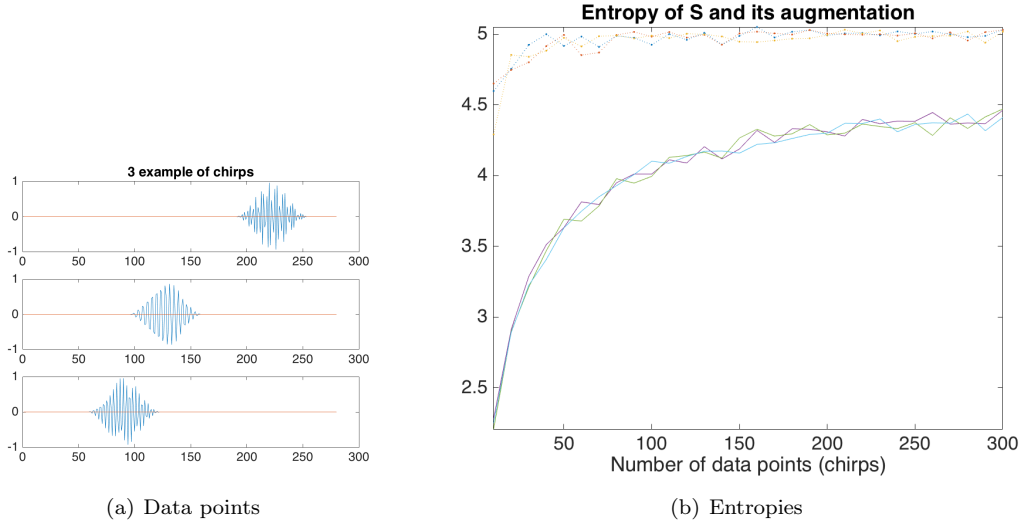 3 example of chirps
1
0
-1
0 50 100 150 200 250 300
1
0
-1
0 50 100 150 200 250 300
1
0
-1
0 50 100 150 200 250 300
(a) Data points
Entropy of S and its augmentation
5
4.5
4
3.5
3
2.5
50 100 150 200 250 300
Number of data points (chirps)
(b) Entropies